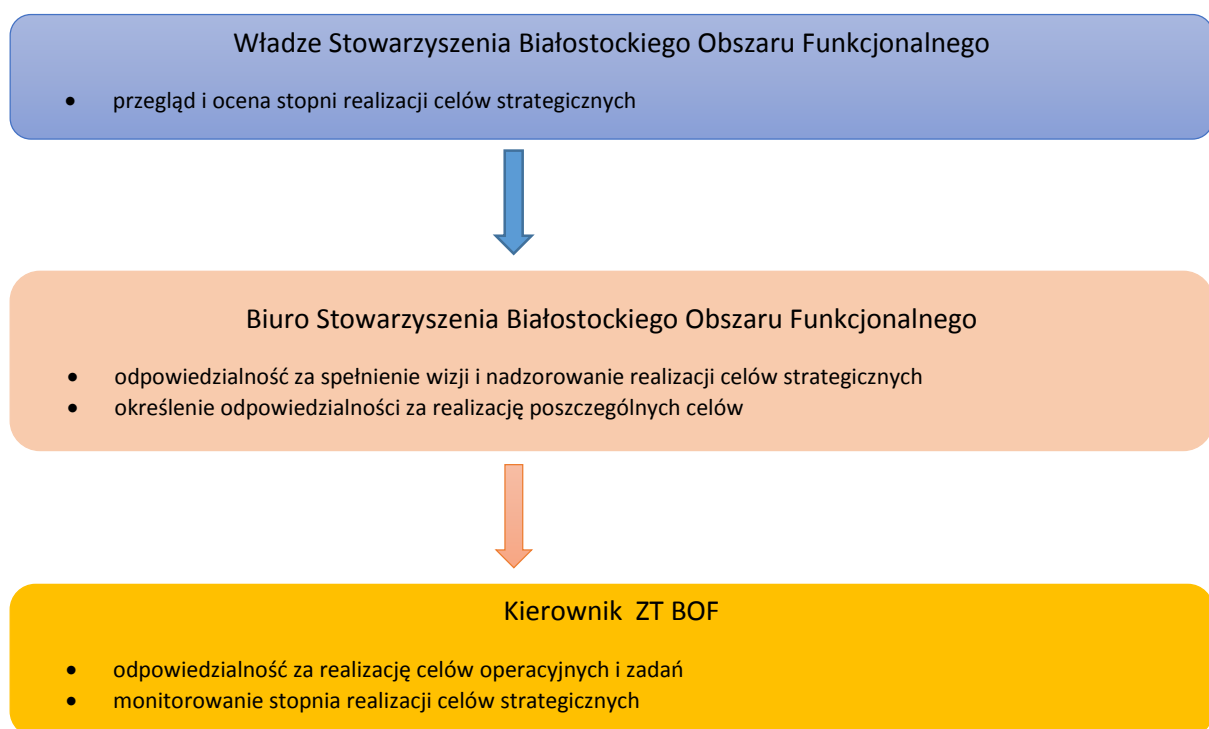 Władze Stowarzyszenia Białostockiego Obszaru Funkcjonalnego
• przegląd i ocena stopni realizacji celów strategicznych
Biuro Stowarzyszenia Białostockiego Obszaru Funkcjonalnego
• odpowiedzialność za spełnienie wizji i nadzorowanie realizacji celów strategicznych
• określenie odpowiedzialności za realizację poszczególnych celów
Kierownik ZT BOF
• odpowiedzialność za realizację celów operacyjnych i zadań
• monitorowanie stopnia realizacji celów strategicznych